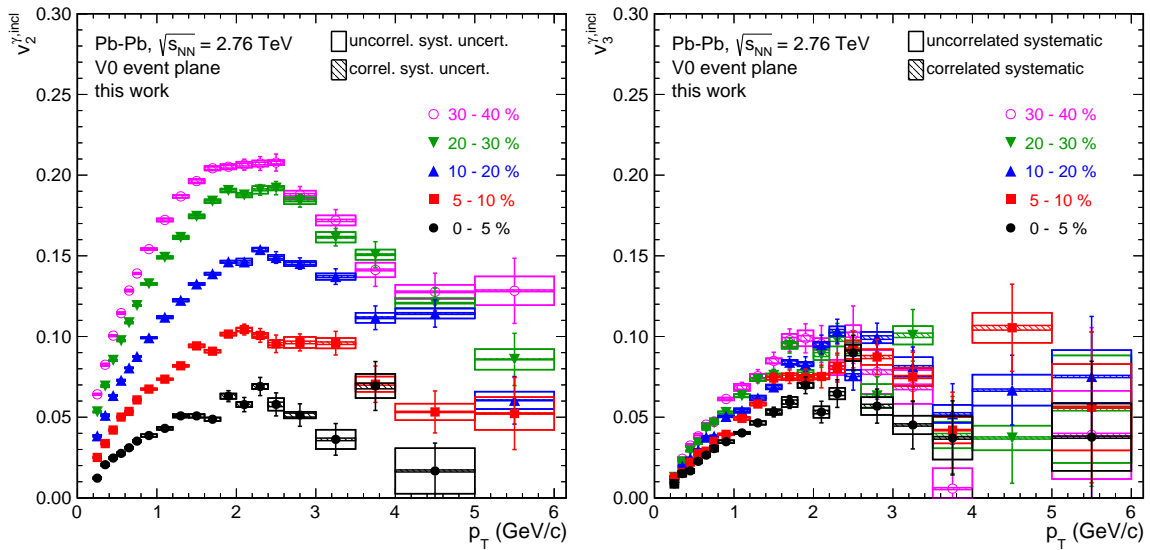 v₂^γ,incl
0.30
0.25
0.20
0.15
0.10
0.05
0.00
Pb-Pb, √s_NN = 2.76 TeV
V0 event plane
this work
uncorrel. syst. uncert.
correl. syst. uncert.
30 - 40 %
20 - 30 %
10 - 20 %
5 - 10 %
0 - 5 %
0 1 2 3 4 5 6
p_T (GeV/c)
v₃^γ,incl
0.30
0.25
0.20
0.15
0.10
0.05
0.00
Pb-Pb, √s_NN = 2.76 TeV
V0 event plane
this work
uncorrelated systematic
correlated systematic
30 - 40 %
20 - 30 %
10 - 20 %
5 - 10 %
0 - 5 %
0 1 2 3 4 5 6
p_T (GeV/c)